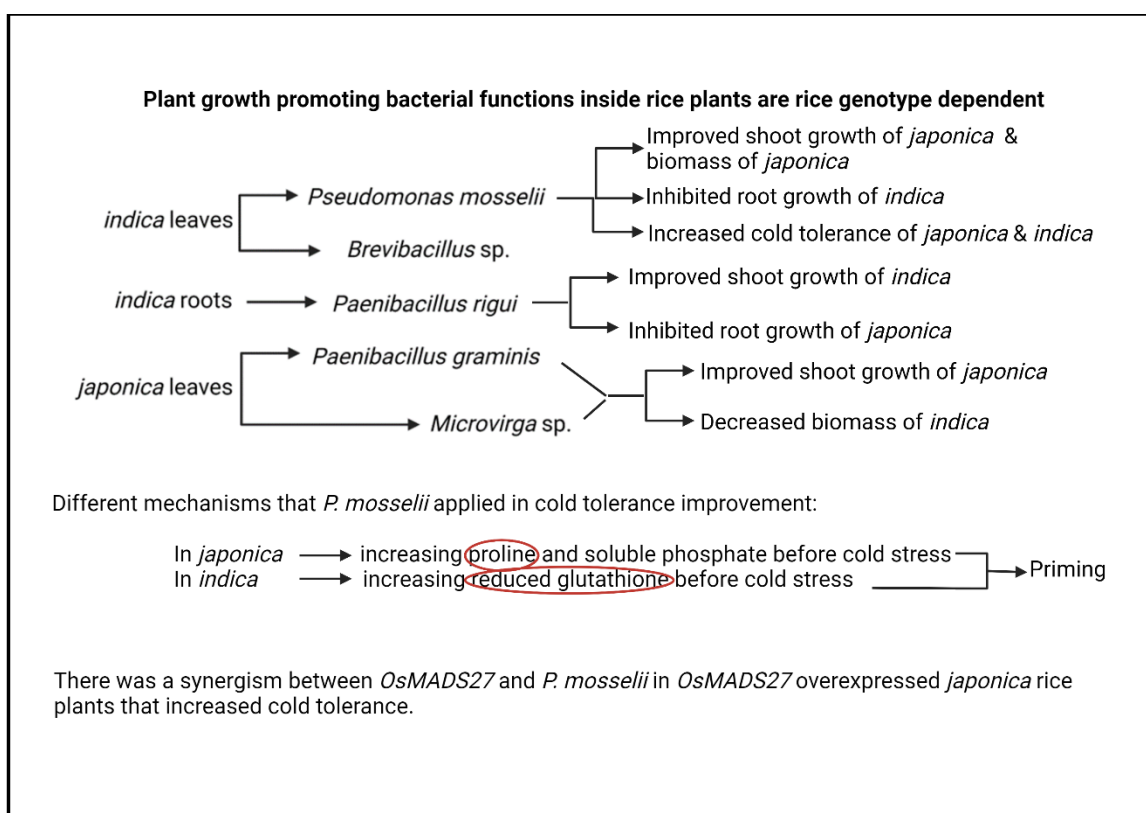 Plant growth promoting bacterial functions inside rice plants are rice genotype dependent
indica leaves
Pseudomonas mosselii
Improved shoot growth of japonica &
biomass of japonica
Inhibited root growth of indica
Increased cold tolerance of japonica & indica
Brevibacillus sp.
indica roots
Paenibacillus rigui
Improved shoot growth of indica
Inhibited root growth of japonica
japonica leaves
Paenibacillus graminis
Microvirga sp.
Improved shoot growth of japonica
Decreased biomass of indica
Different mechanisms that P. mosselii applied in cold tolerance improvement:
In japonica increasing proline and soluble phosphate before cold stress
In indica increasing reduced glutathione before cold stress
Priming
There was a synergism between OsMADS27 and P. mosselii in OsMADS27 overexpressed japonica rice
plants that increased cold tolerance.